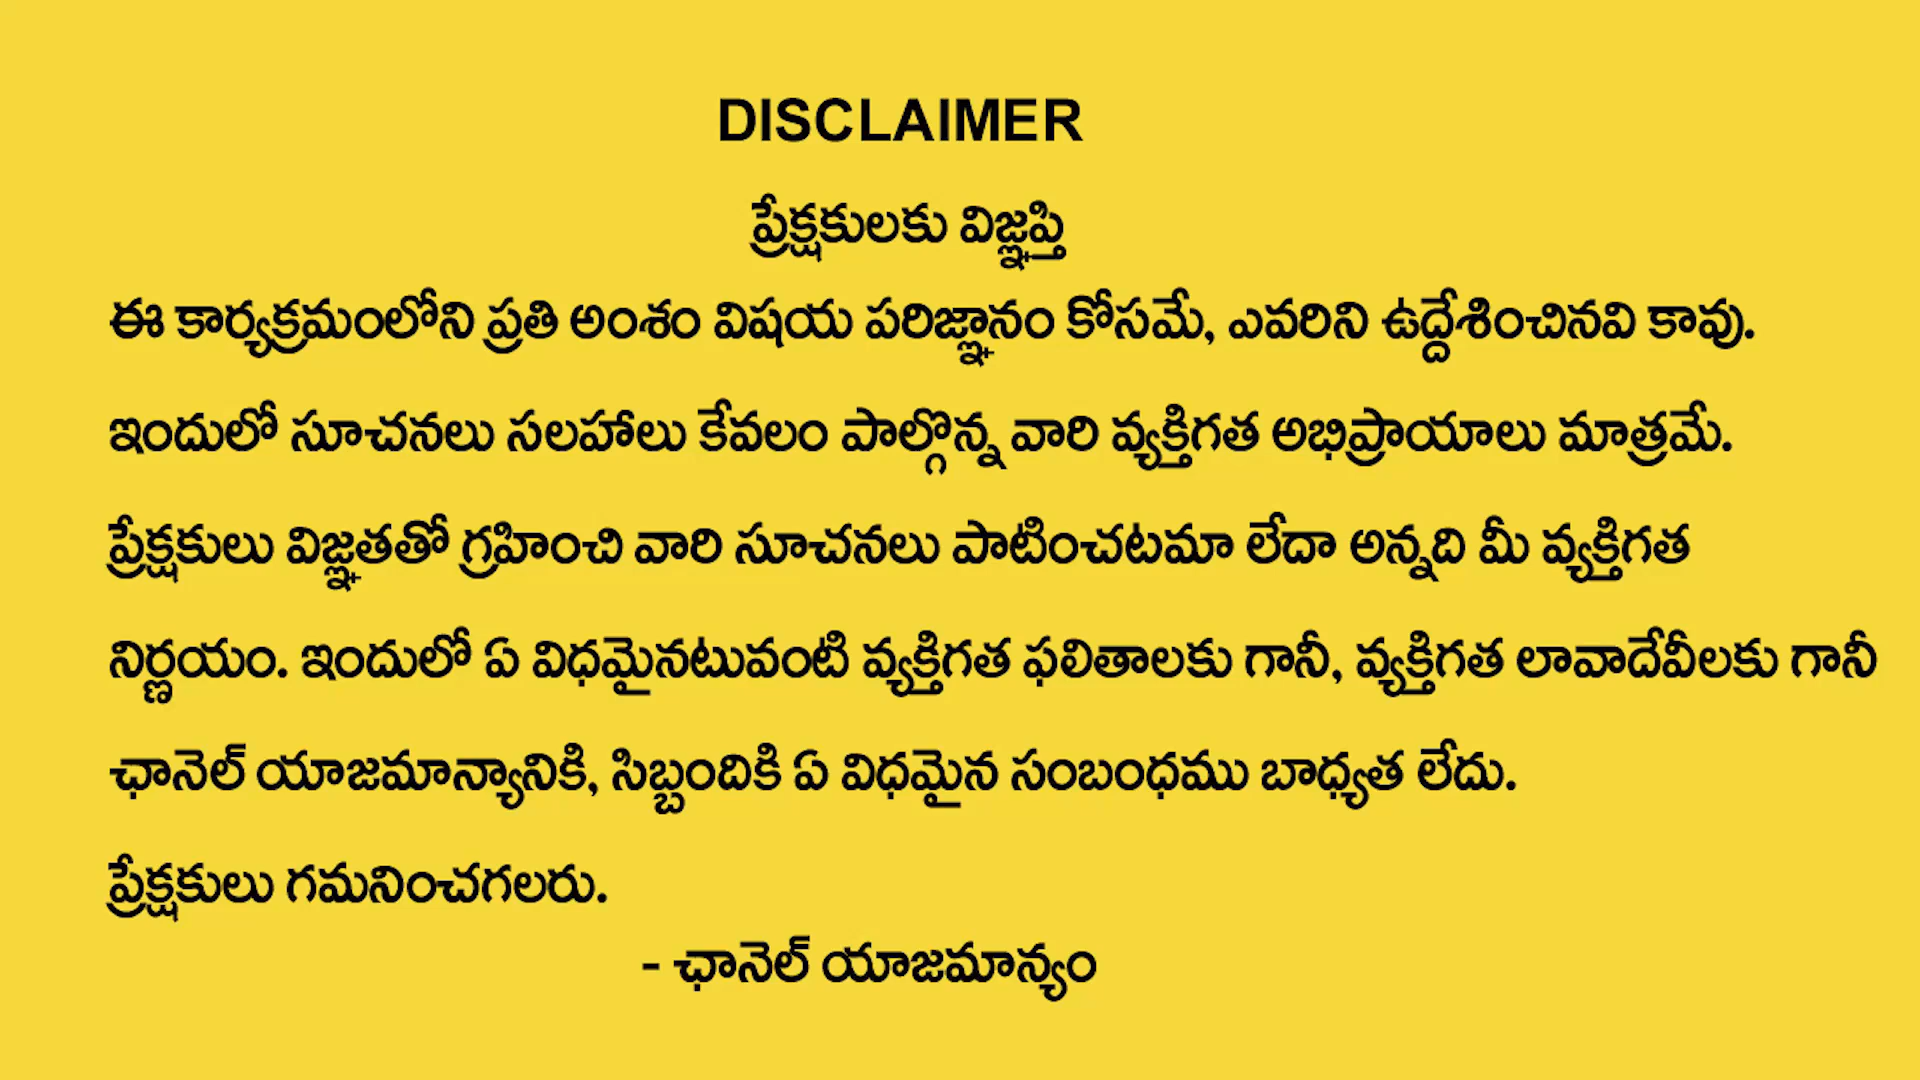 DISCLAIMER
ప్రేక్షకులకు విజ్ఞప్తి
ఈ కార్యక్రమంలోని ప్రతి అంశం విషయ పరిజ్ఞానం కోసమే, ఎవరిని ఉద్దేశించినవి కావు.
ఇందులో సూచనలు సలహాలు కేవలం పాల్గొన్న వారి వ్యక్తిగత అభిప్రాయాలు మాత్రమే.
ప్రేక్షకులు విజ్ఞతతో గ్రహించి వారి సూచనలు పాటించటమా లేదా అన్నది మీ వ్యక్తిగత
నిర్ణయం. ఇందులో ఏ విధమైనటువంటి వ్యక్తిగత ఫలితాలకు గానీ, వ్యక్తిగత లావాదేవీలకు గానీ
ఛానెల్ యాజమాన్యానికి, సిబ్బందికి ఏ విధమైన సంబంధము బాధ్యత లేదు.
ప్రేక్షకులు గమనించగలరు.
- ఛానెల్ యాజమాన్యం